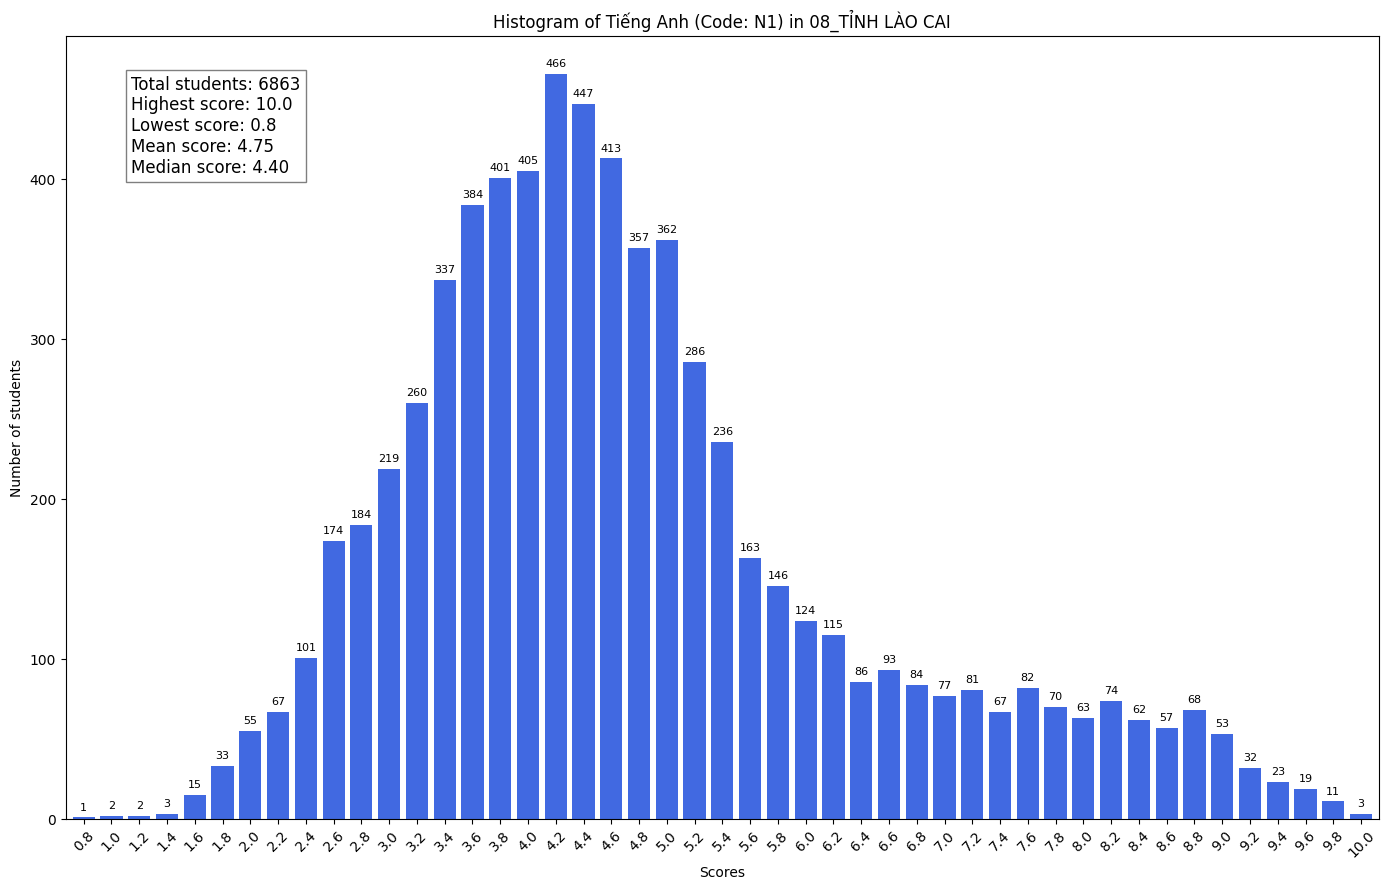 Histogram of Tiếng Anh (Code: N1) in 08_TỈNH LÀO CAI
Total students: 6863
Highest score: 10.0
Lowest score: 0.8
Mean score: 4.75
Median score: 4.40
Number of students
400
300
200
100
0
1 2 2 3 15 33 55 67 101 174 184 219 260 337 384 401 405 466 447 413 357 362 286 236 163 146 124 115 86 93 84 77 81 67 82 70 63 74 62 57 68 53 32 23 19 11 3
0.8 1.0 1.2 1.4 1.6 1.8 2.0 2.2 2.4 2.6 2.8 3.0 3.2 3.4 3.6 3.8 4.0 4.2 4.4 4.6 4.8 5.0 5.2 5.4 5.6 5.8 6.0 6.2 6.4 6.6 6.8 7.0 7.2 7.4 7.6 7.8 8.0 8.2 8.4 8.6 8.8 9.0 9.2 9.4 9.6 9.8 10.0
Scores